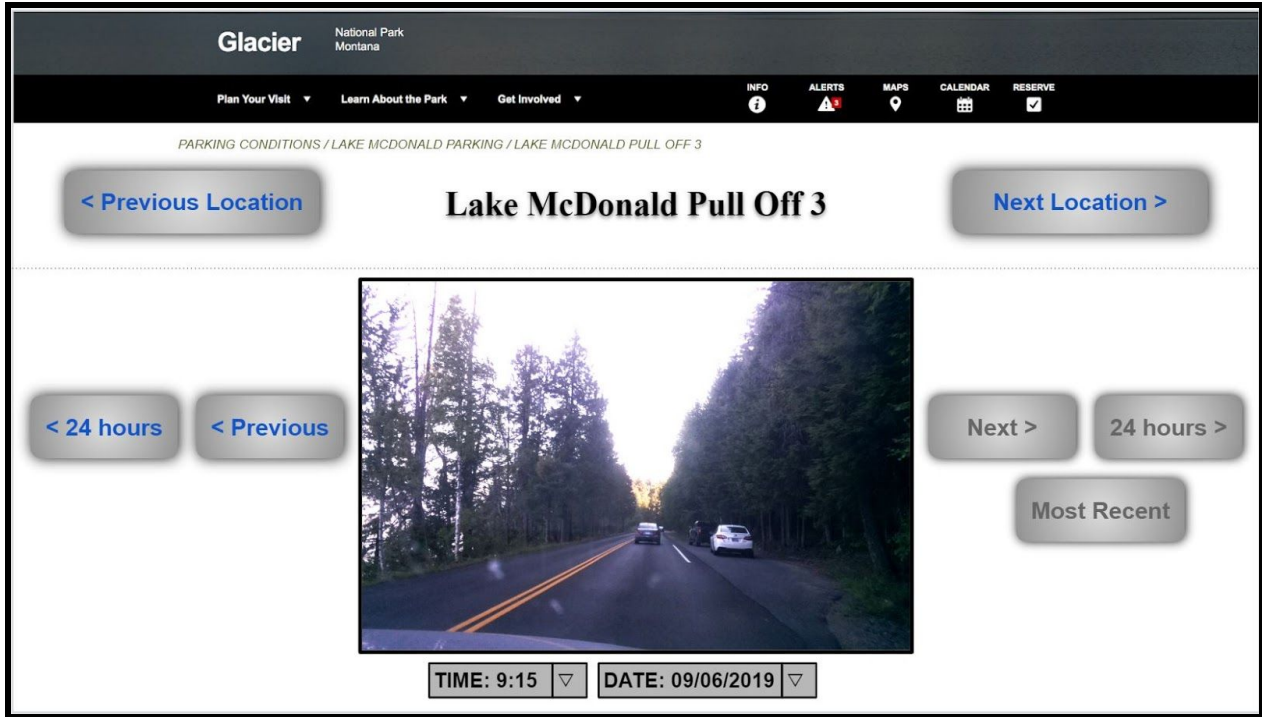 Glacier
National Park
Montana
Plan Your Visit ▼ Learn About the Park ▼ Get Involved ▼
INFO ALERTS MAPS CALENDAR RESERVE
3
PARKING CONDITIONS / LAKE MCDONALD PARKING / LAKE MCDONALD PULL OFF 3
< Previous Location
Lake McDonald Pull Off 3
Next Location >
< 24 hours
< Previous
Next >
24 hours >
Most Recent
TIME: 9:15
DATE: 09/06/2019